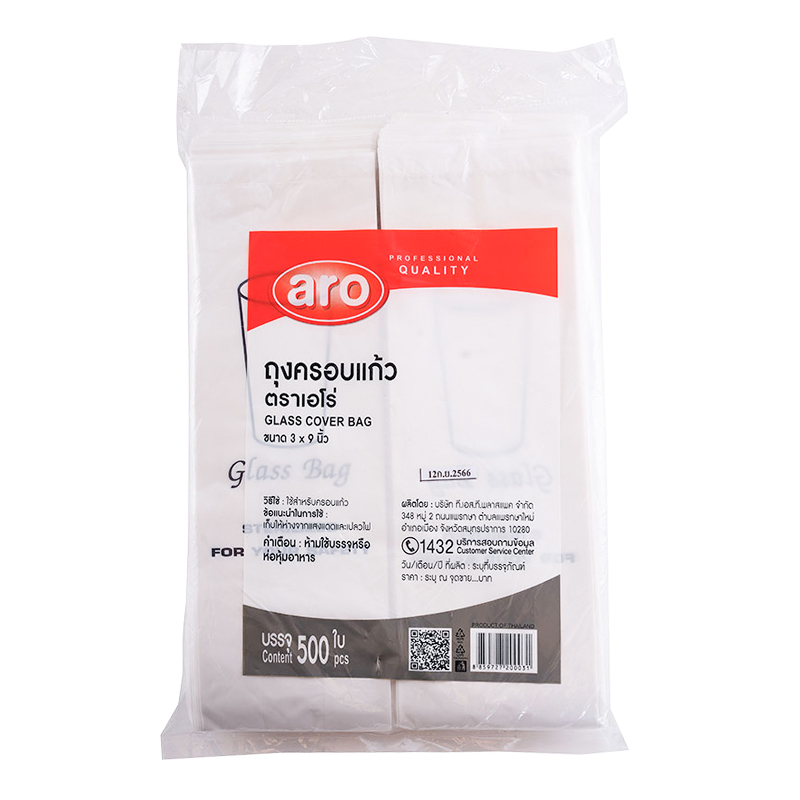 PROFESSIONAL
QUALITY
aro
ถุงครอบแก้ว
ตราเอโร่
GLASS COVER BAG
ขนาด 3 x 9 นิ้ว
Glass Bag
12ก.ย.2566
วิธีใช้ : ใช้สำหรับครอบแก้ว
ข้อแนะนำในการใช้ :
เก็บให้ห่างจากแสงแดดและเปลวไฟ
คำเตือน : ห้ามใช้บรรจุหรือ
ห่อหุ้มอาหาร
FOR
ผลิตโดย : บริษัท ที.เอส.ที.พลาสแพค จำกัด
348 หมู่ 2 ถนนแพรกษา ตำบลแพรกษาใหม่
อำเภอเมือง จังหวัดสมุทรปราการ 10280
1432 บริการสอบถามข้อมูล
Customer Service Center
วัน/เดือน/ปี ที่ผลิต : ระบุที่บรรจุภัณฑ์
ราคา : ระบุ ณ จุดขาย...บาท
PRODUCT OF THAILAND
บรรจุ 500 ใบ
Content pcs
8 859727 200031